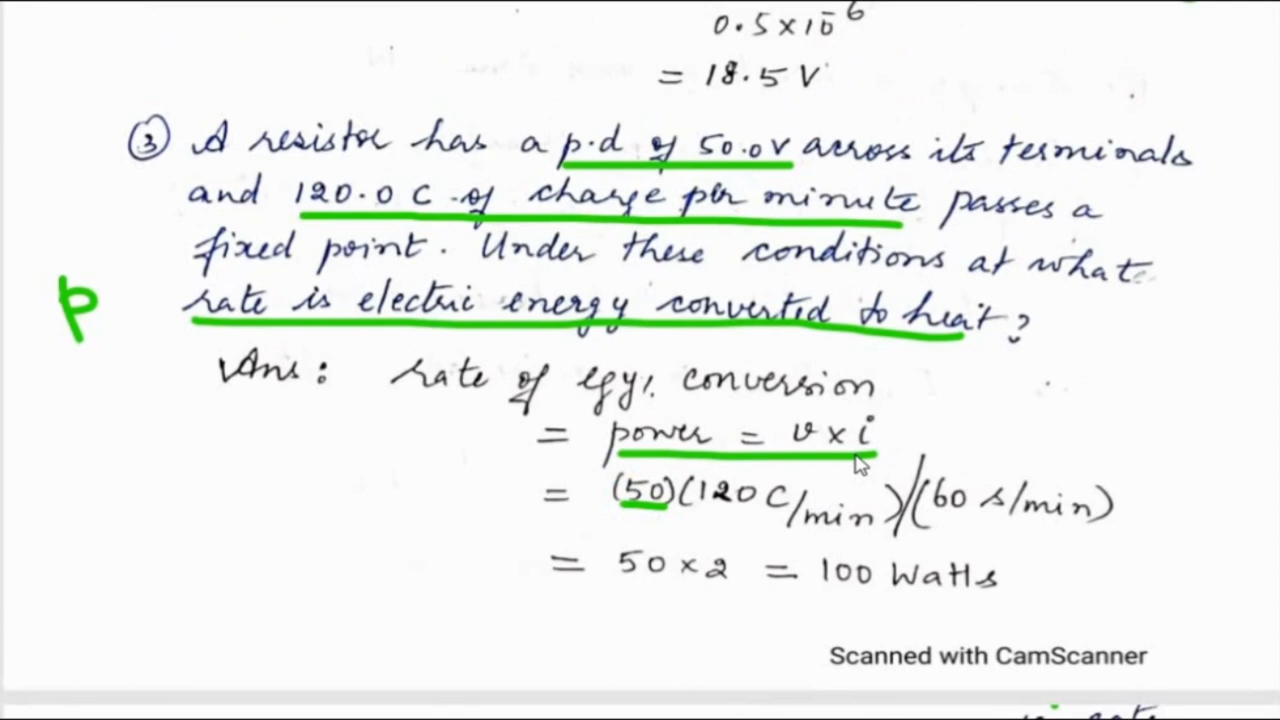 0.5×10⁻⁶
= 18.5 V
③ A resistor has a p.d of 50.0V across its terminals
and 120.0 C of charge per minute passes a
fixed point. Under these conditions at what
P rate is electric energy converted to heat?
Ans: rate of egy. conversion
= power = v × i
= (50)(120 C/min)/(60 s/min)
= 50 × 2 = 100 Watts
Scanned with CamScanner